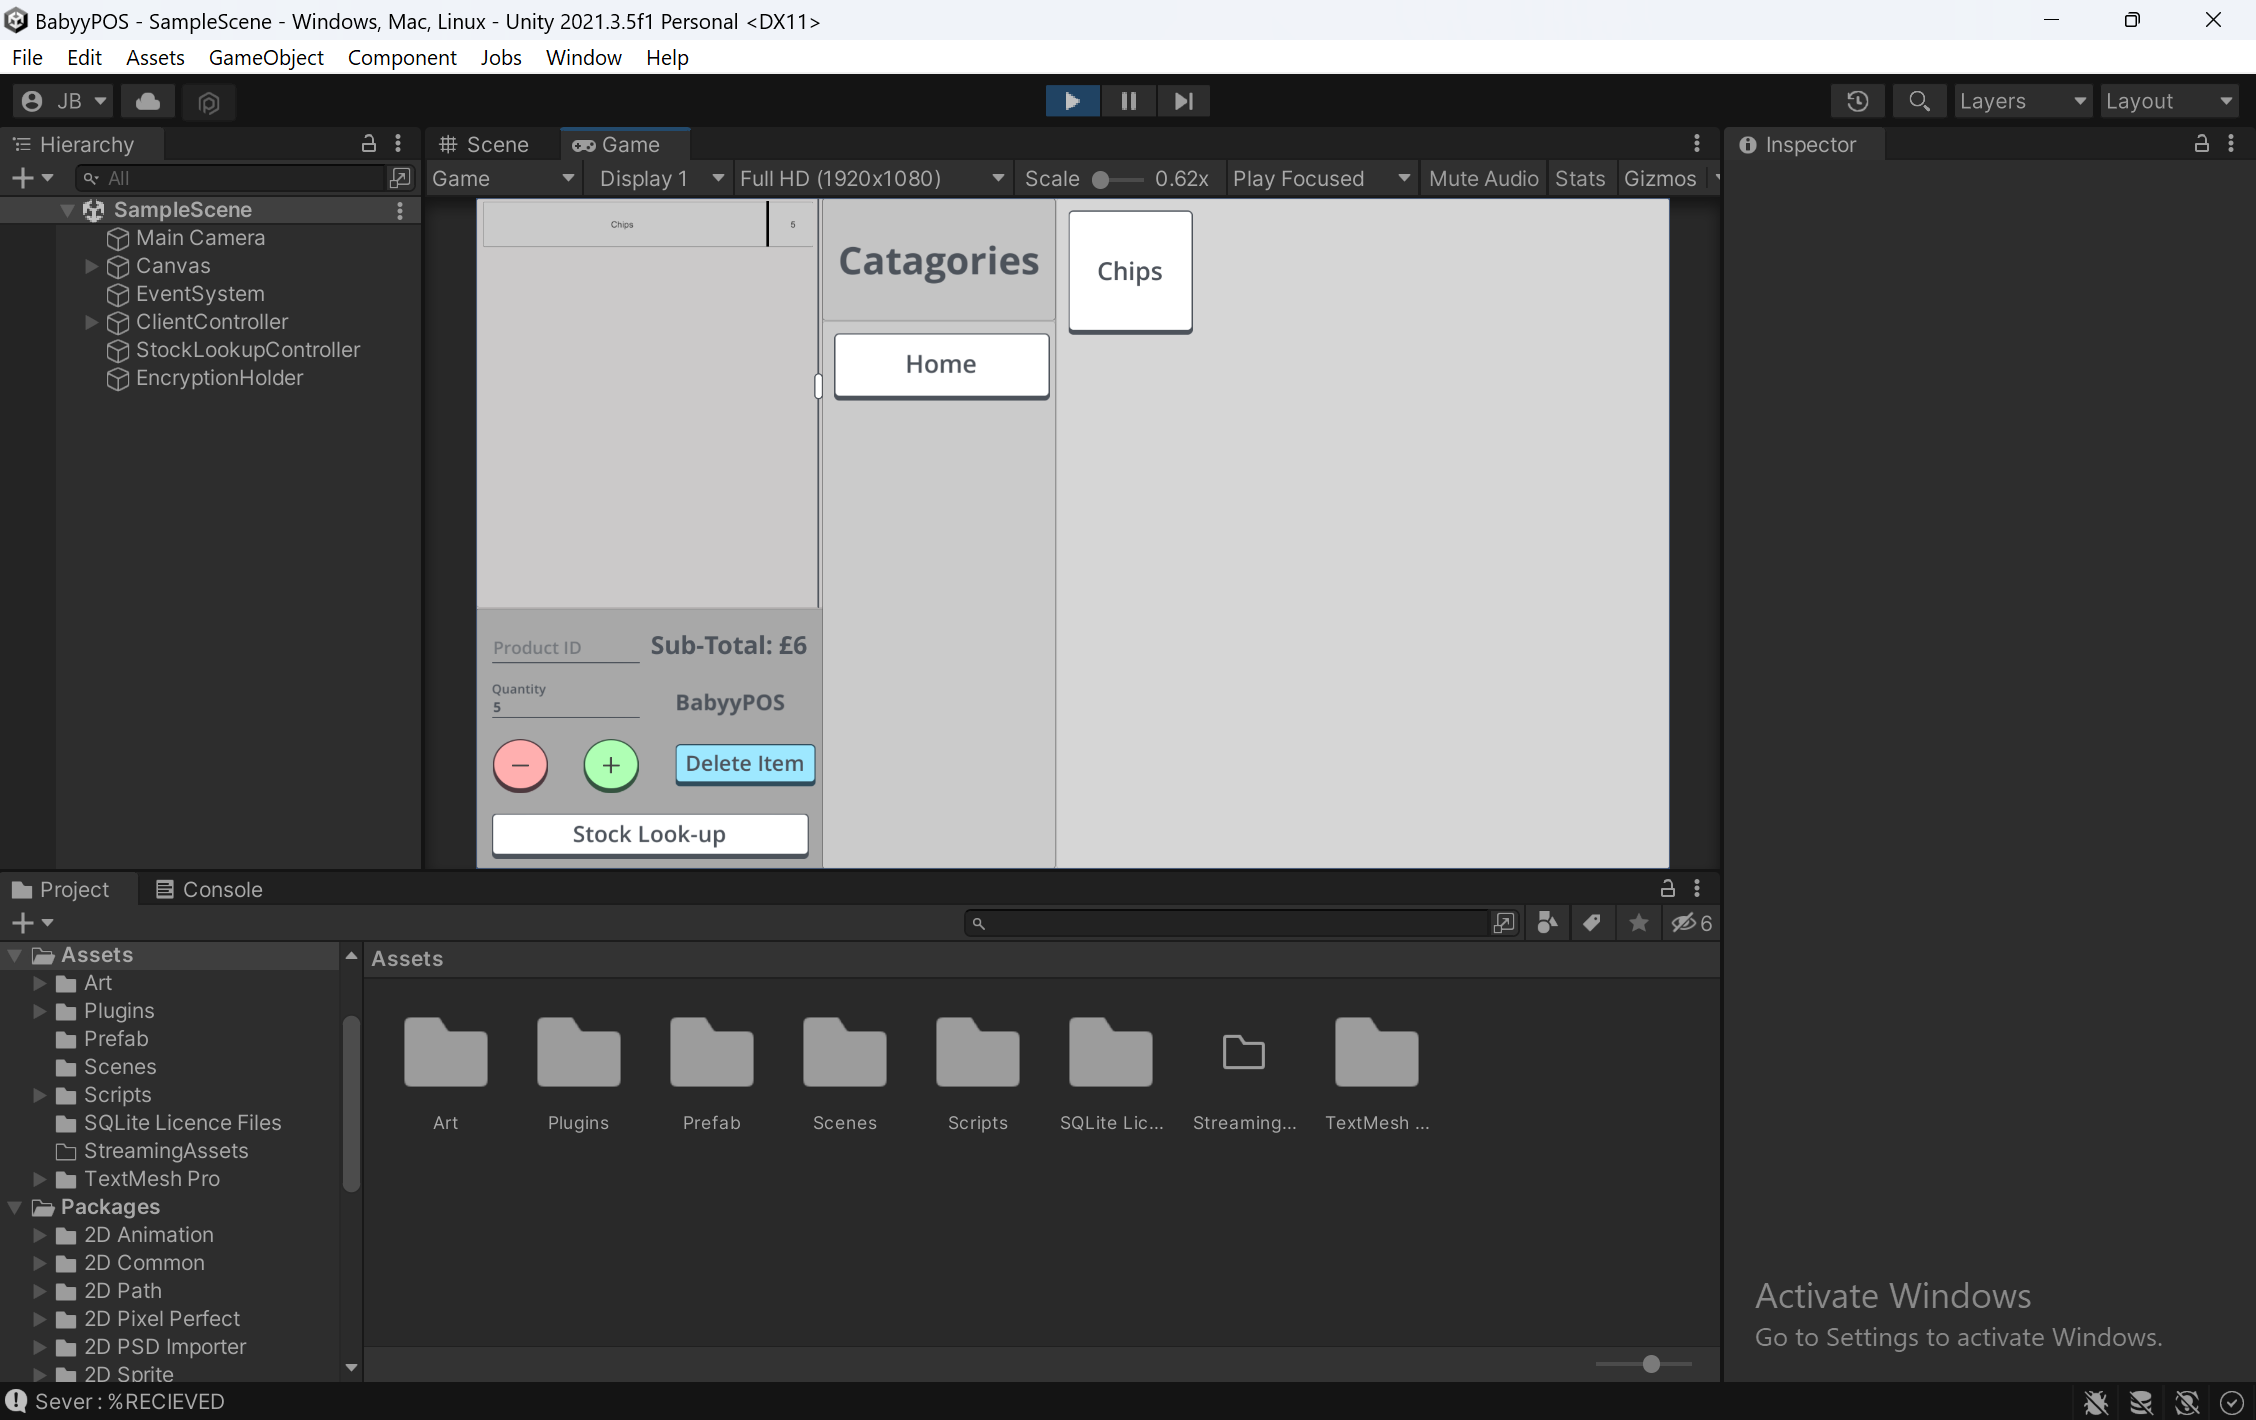 BabyyPOS - SampleScene - Windows, Mac, Linux - Unity 2021.3.5f1 Personal <DX11>
File Edit Assets GameObject Component Jobs Window Help
JB Layers Layout
Hierarchy
All
SampleScene
Main Camera
Canvas
EventSystem
ClientController
StockLookupController
EncryptionHolder
Scene Game
Game Display 1 Full HD (1920x1080) Scale 0.62x Play Focused Mute Audio Stats Gizmos
Chips 5
Catagories
Home
Chips
Product ID Sub-Total: £6
Quantity
5
BabyyPOS
− + Delete Item
Stock Look-up
Inspector
Project Console
6
Assets
Art
Plugins
Prefab
Scenes
Scripts
SQLite Licence Files
StreamingAssets
TextMesh Pro
Packages
2D Animation
2D Common
2D Path
2D Pixel Perfect
2D PSD Importer
2D Sprite
Assets
Art Plugins Prefab Scenes Scripts SQLite Lic... Streaming... TextMesh ...
Activate Windows
Go to Settings to activate Windows.
Sever : %RECIEVED